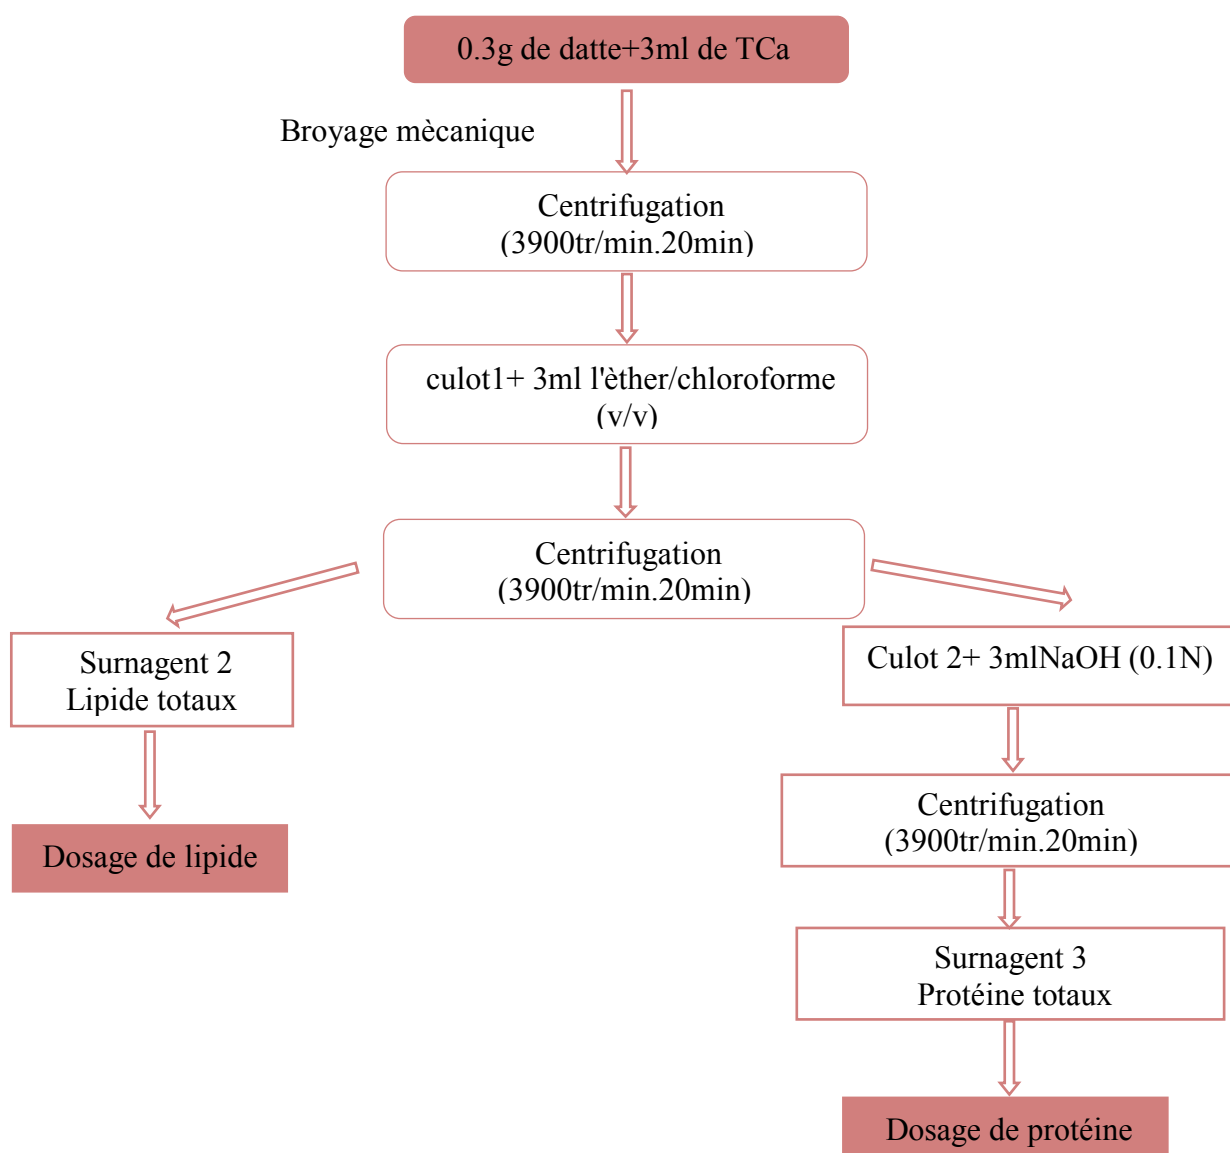 0.3g de datte+3ml de TCa
Broyage mècanique
Centrifugation
(3900tr/min.20min)
culot1+ 3ml l'èther/chloroforme
(v/v)
Centrifugation
(3900tr/min.20min)
Surnagent 2
Lipide totaux
Dosage de lipide
Culot 2+ 3mlNaOH (0.1N)
Centrifugation
(3900tr/min.20min)
Surnagent 3
Protéine totaux
Dosage de protéine